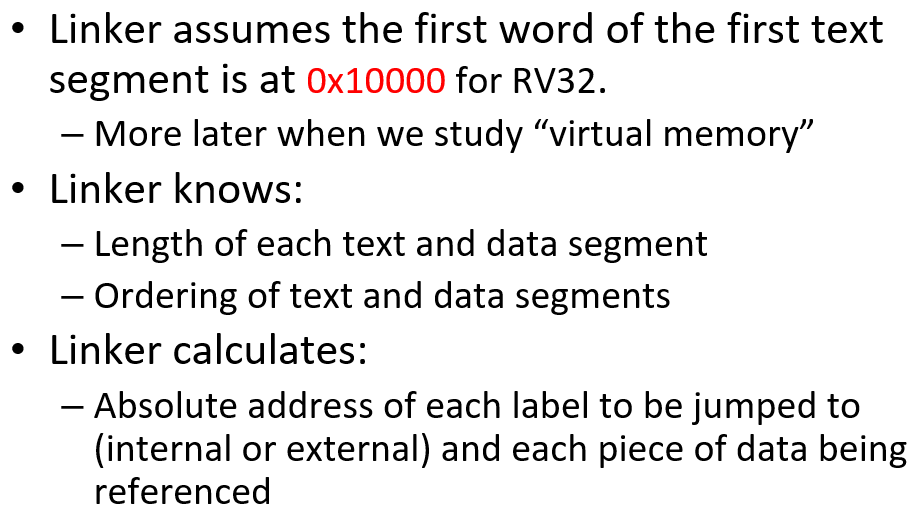 • Linker assumes the first word of the first text
segment is at 0x10000 for RV32.
– More later when we study “virtual memory”
• Linker knows:
– Length of each text and data segment
– Ordering of text and data segments
• Linker calculates:
– Absolute address of each label to be jumped to
(internal or external) and each piece of data being
referenced